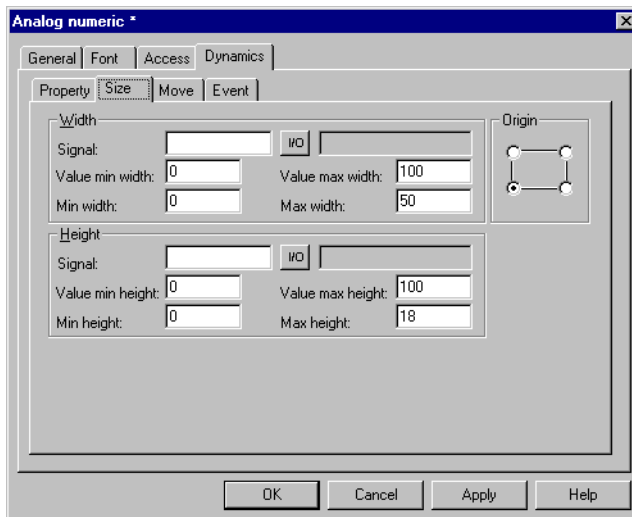 Analog numeric *
General Font Access Dynamics
Property Size Move Event
Width
Origin
Signal: I/O
Value min width: 0 Value max width: 100
Min width: 0 Max width: 50
Height
Signal: I/O
Value min height: 0 Value max height: 100
Min height: 0 Max height: 18
OK Cancel Apply Help